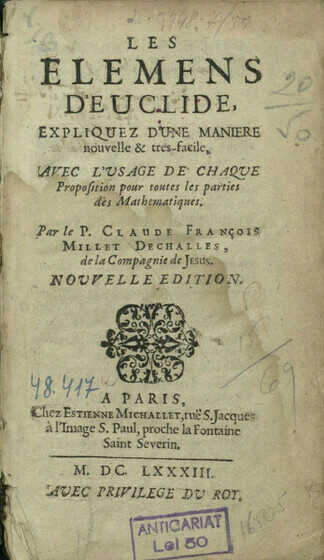 LES
ELEMENS
D'EUCLIDE,
EXPLIQUEZ D'UNE MANIERE
nouvelle & tres-facile,
AVEC L'USAGE DE CHAQUE
Proposition pour toutes les parties
des Mathematiques.
Par le P. CLAUDE FRANÇOIS
MILLET DECHALLES,
de la Compagnie de JESUS.
NOUVELLE EDITION.
20
50
69
48.417
A PARIS,
Chez ESTIENNE MICHALLET, ruë S. Jacques
à l'Image S. Paul, proche la Fontaine
Saint Severin.
M. DC. LXXXIII.
AVEC PRIVILEGE DU ROY.
ANTICARIAT
Lei 50